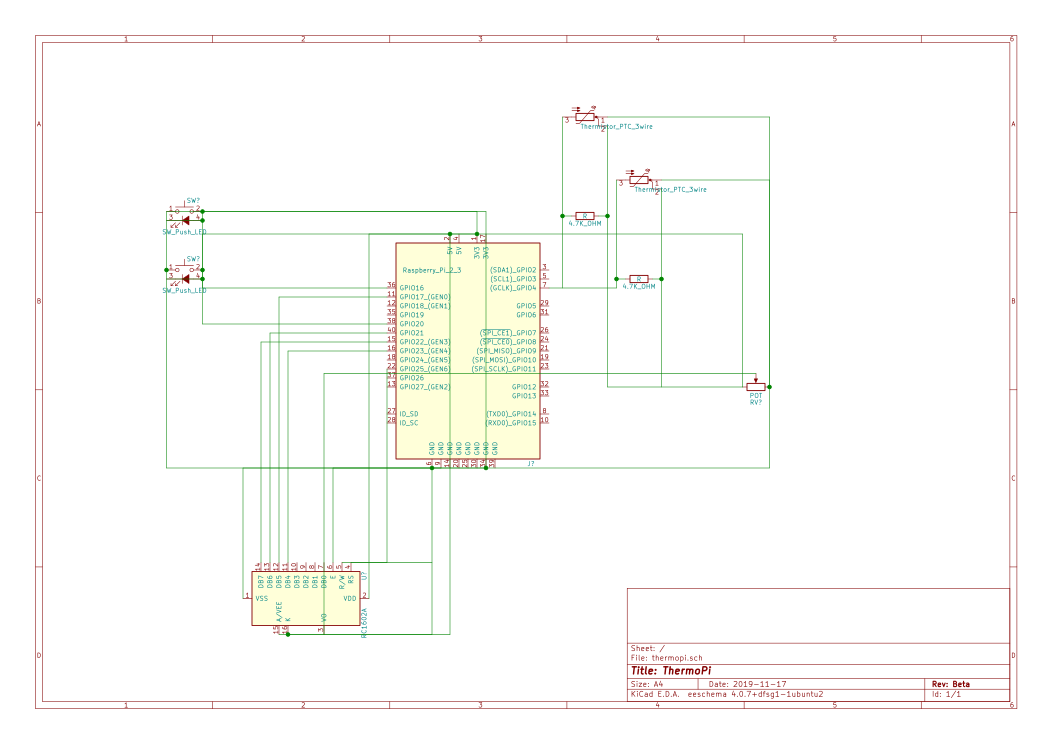 1 2 3 4 5 6
A
3 1
2
Thermistor_PTC_3wire
A
3 1
2
Thermistor_PTC_3wire
SW?
1 2
3 4
SW_Push_LED
R
4.7K_OHM
SW?
1 2
3 4
SW_Push_LED
R
4.7K_OHM
2 4 1 17
5V 5V 3V3 3V3
Raspberry_Pi_2_3
36 GPIO16
11 GPIO17_(GEN0)
12 GPIO18_(GEN1)
35 GPIO19
38 GPIO20
40 GPIO21
15 GPIO22_(GEN3)
16 GPIO23_(GEN4)
18 GPIO24_(GEN5)
22 GPIO25_(GEN6)
37 GPIO26
13 GPIO27_(GEN2)
27 ID_SD
28 ID_SC
(SDA1)_GPIO2 3
(SCL1)_GPIO3 5
(GCLK)_GPIO4 7
GPIO5 29
GPIO6 31
(SPI_CE1)_GPIO7 26
(SPI_CE0)_GPIO8 24
(SPI_MISO)_GPIO9 21
(SPI_MOSI)_GPIO10 19
(SPI_SCLK)_GPIO11 23
GPIO12 32
GPIO13 33
(TXD0)_GPIO14 8
(RXD0)_GPIO15 10
GND GND GND GND GND GND GND GND
6 9 14 20 25 30 34 39
J?
B
B
POT
RV?
C
C
14 13 12 11 10 9 8 7 6 5 4
DB7 DB6 DB5 DB4 DB3 DB2 DB1 DB0 E R/W RS
U?
1 VSS
VDD 2
A/VEE K VO
15 16 3
RC1602A
D
D
Sheet: /
File: thermopi.sch
Title: ThermoPi
Size: A4 Date: 2019-11-17 Rev: Beta
KiCad E.D.A. eeschema 4.0.7+dfsg1-1ubuntu2 Id: 1/1
1 2 3 4 5 6